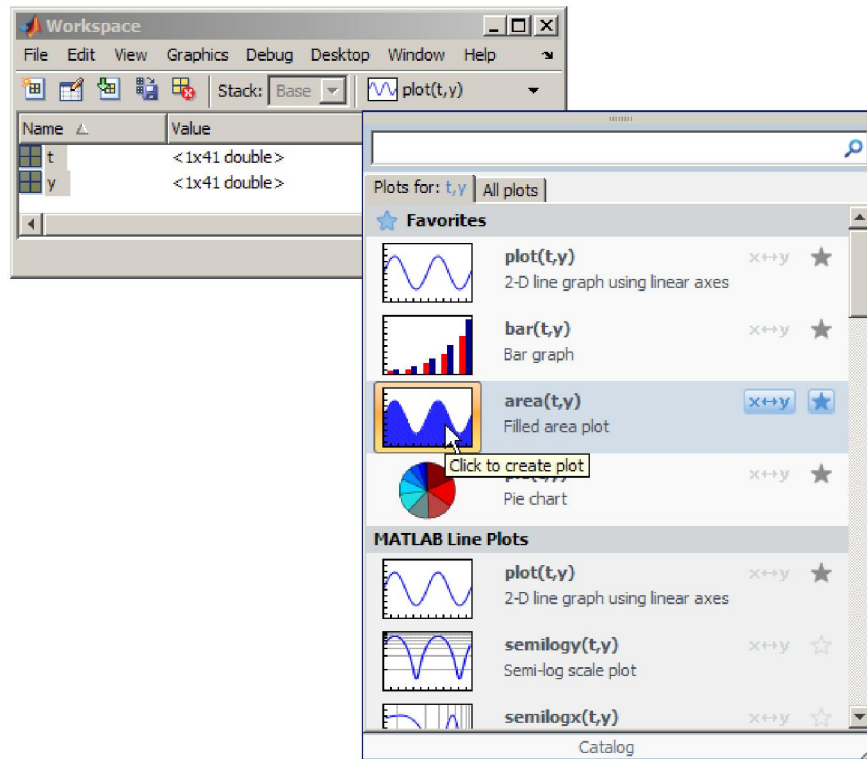 Workspace
File Edit View Graphics Debug Desktop Window Help
Stack: Base plot(t,y)
Name Value
t <1x41 double>
y <1x41 double>
Plots for: t,y All plots
Favorites
plot(t,y) x↔y
2-D line graph using linear axes
bar(t,y) x↔y
Bar graph
area(t,y) x↔y
Filled area plot
Click to create plot
x↔y
Pie chart
MATLAB Line Plots
plot(t,y) x↔y
2-D line graph using linear axes
semilogy(t,y) x↔y
Semi-log scale plot
semilogx(t,y) x↔y
Catalog